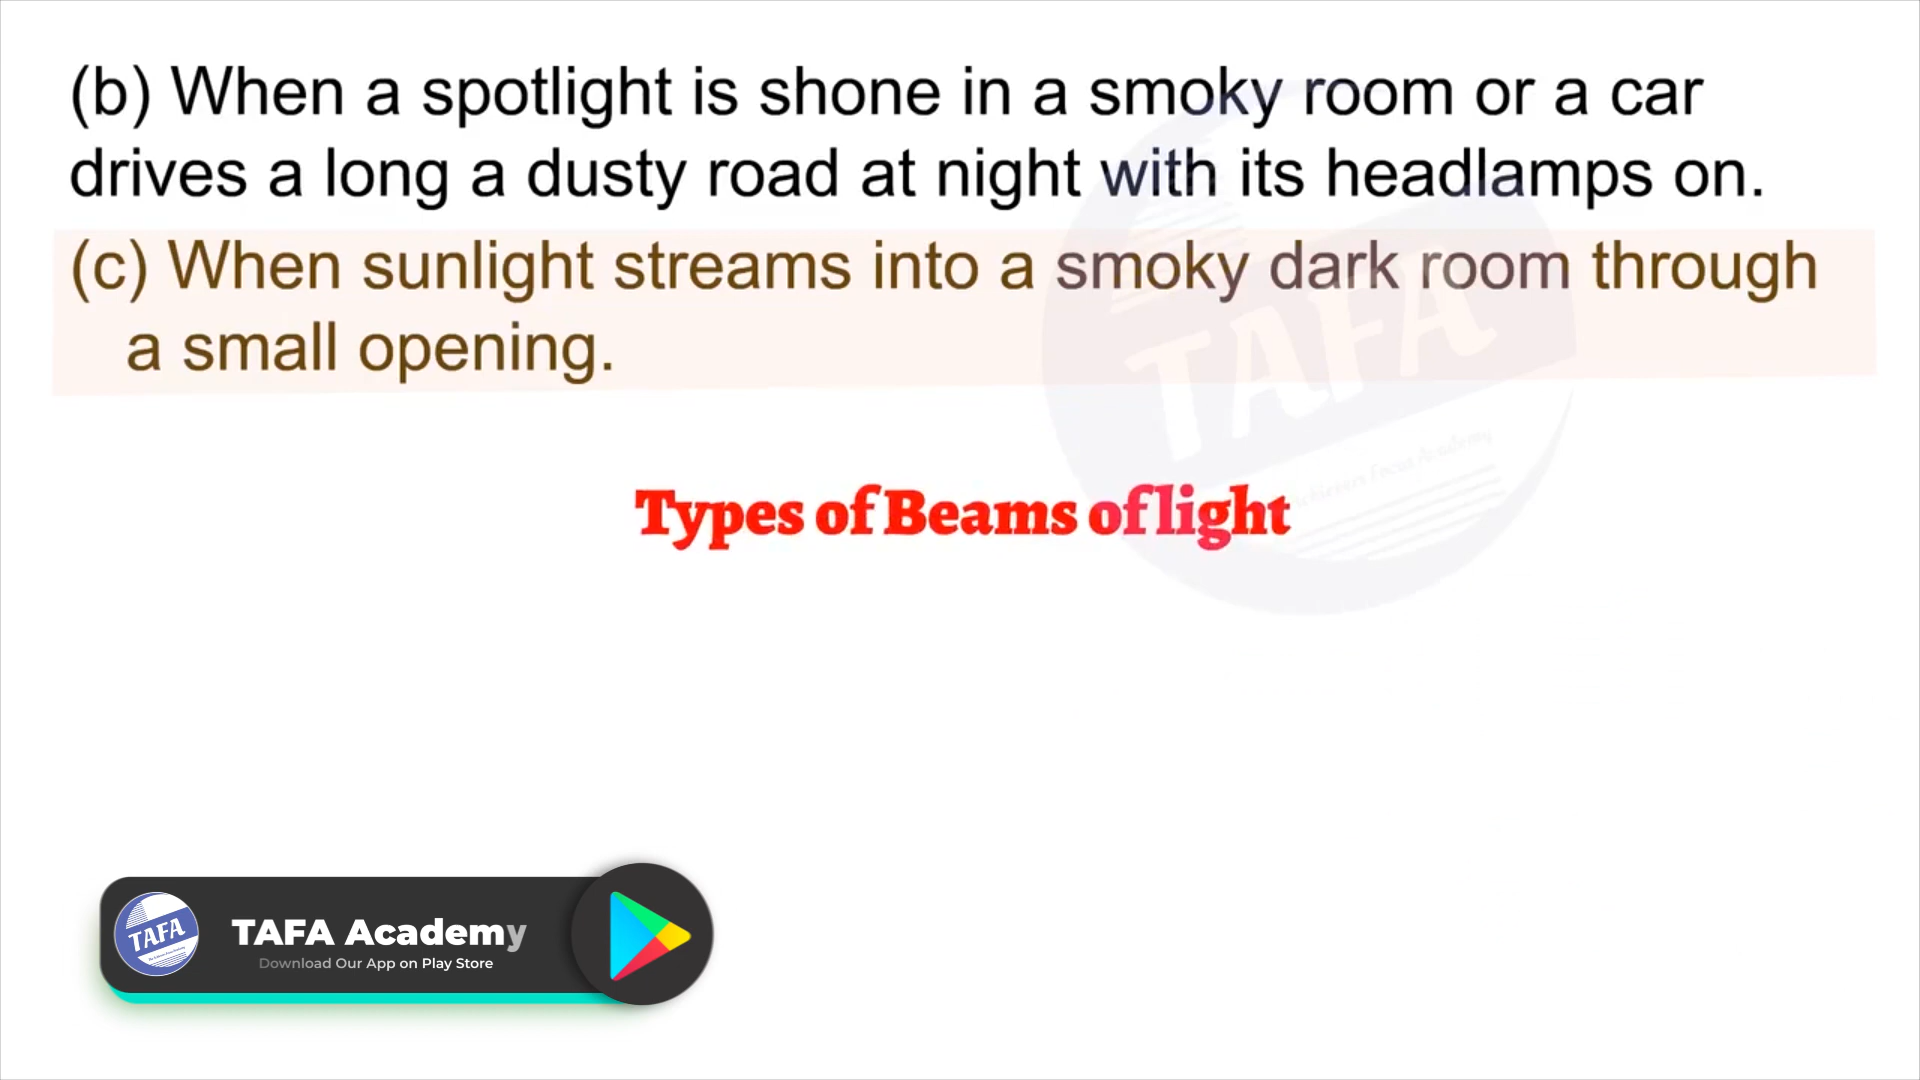 (b) When a spotlight is shone in a smoky room or a car
drives a long a dusty road at night with its headlamps on.
(c) When sunlight streams into a smoky dark room through
a small opening.
TAFA
Types of Beams of light
TAFA
TAFA Academy
Download Our App on Play Store